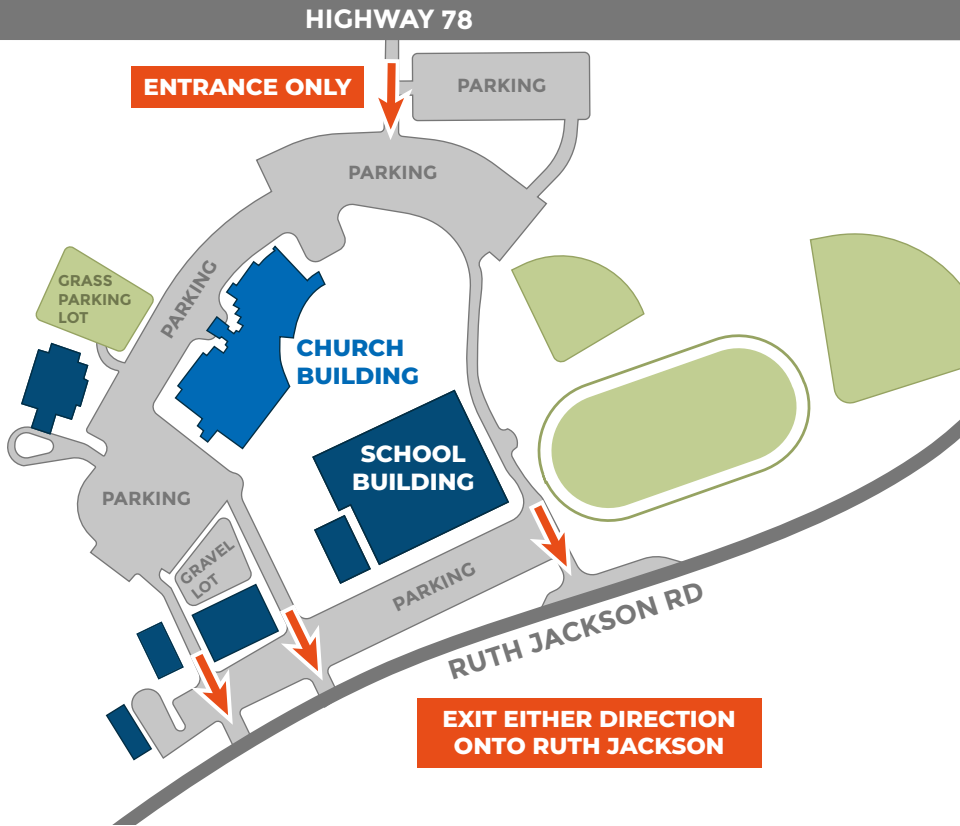 HIGHWAY 78
ENTRANCE ONLY
PARKING
PARKING
PARKING
GRASS
PARKING
LOT
CHURCH
BUILDING
SCHOOL
BUILDING
PARKING
GRAVEL
LOT
PARKING
RUTH JACKSON RD
EXIT EITHER DIRECTION
ONTO RUTH JACKSON